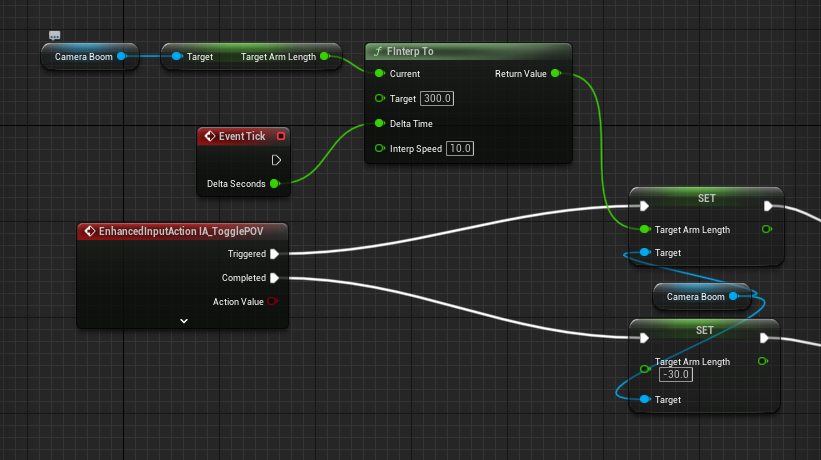 FInterp To
Camera Boom
Target
Target Arm Length
Current
Return Value
Target
300.0
Delta Time
Interp Speed
10.0
Event Tick
Delta Seconds
EnhancedInputAction IA_TogglePOV
Triggered
Completed
Action Value
SET
Target Arm Length
Target
Camera Boom
SET
Target Arm Length
-30.0
Target